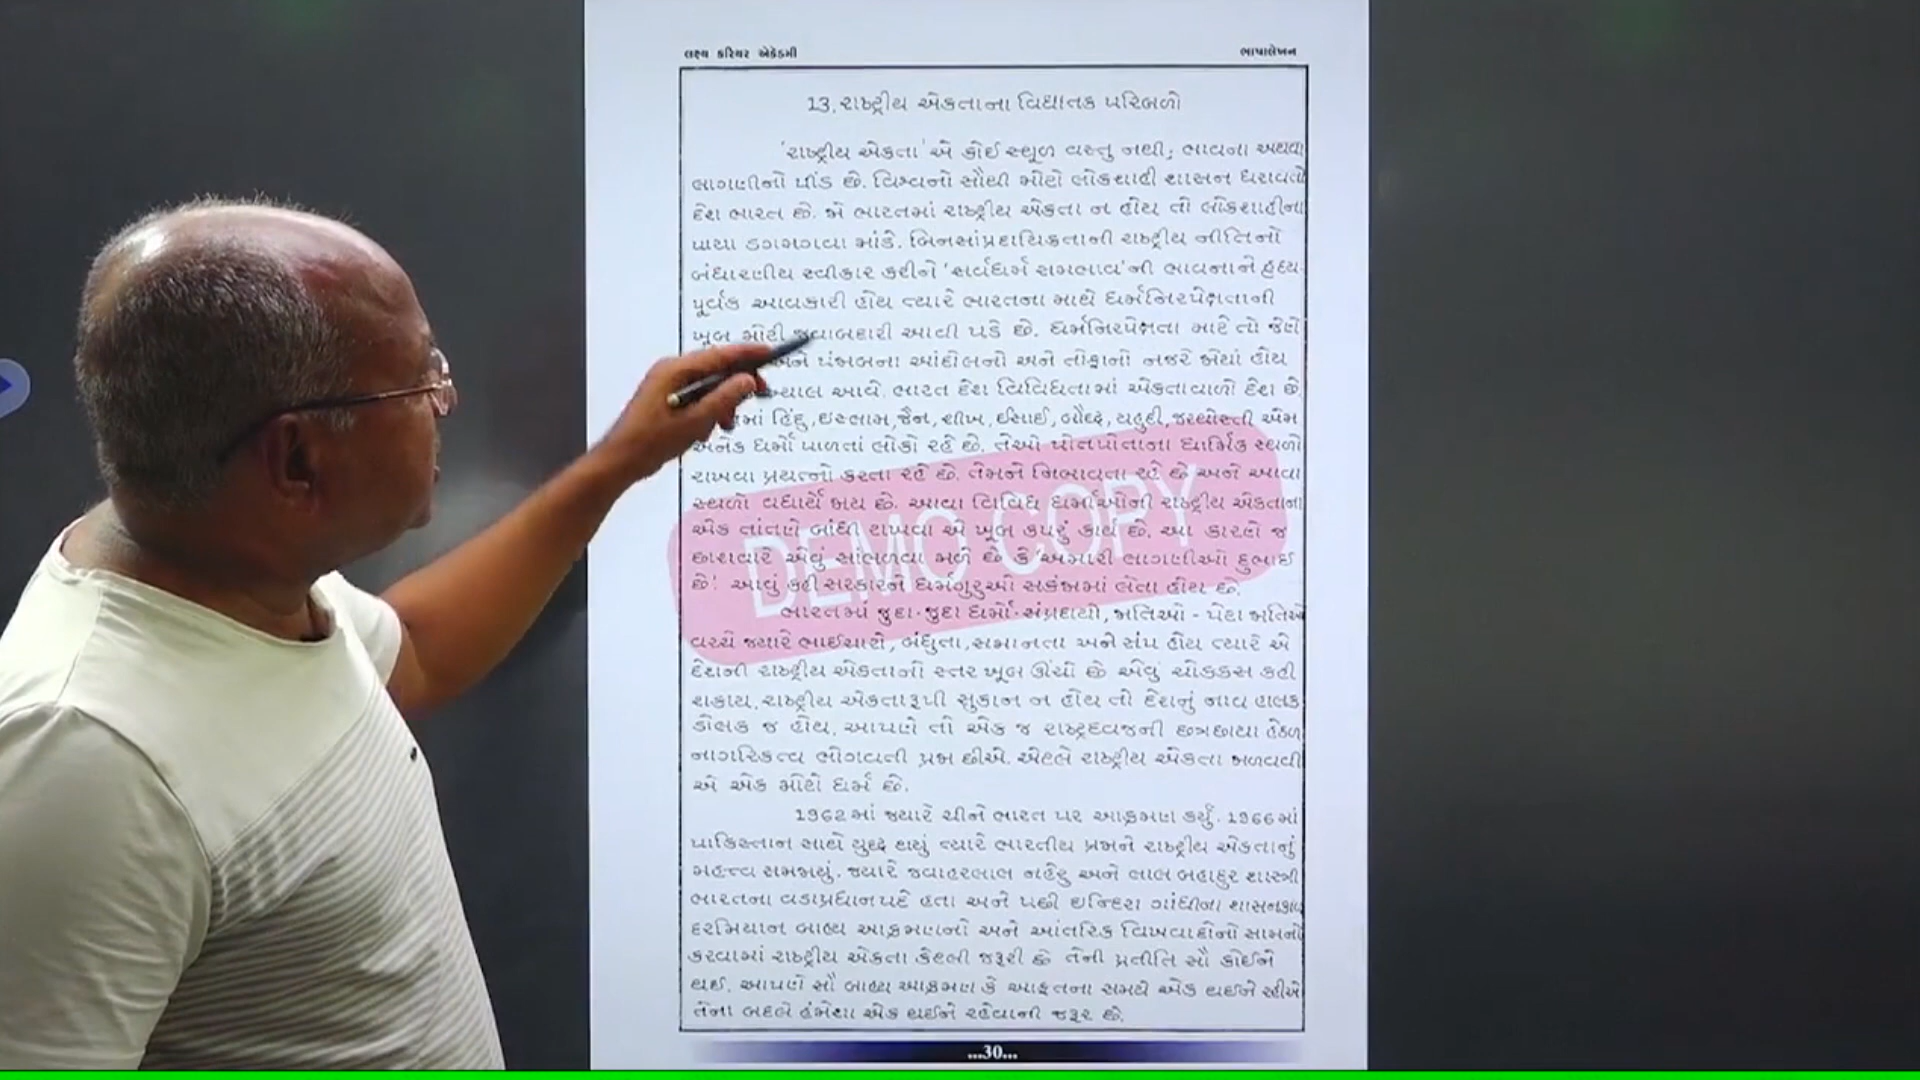 લક્ષ્ય કરિયર એકેડમી
ભાષાલેખન
13. રાષ્ટ્રીય એકતાના વિઘાતક પરિબળો
'રાષ્ટ્રીય એકતા' એ કોઈ સ્થૂળ વસ્તુ નથી; ભાવના અથવા
લાગણીનો પીંડ છે. વિશ્વનો સૌથી મોટો લોકશાહી શાસન ધરાવતો
દેશ ભારત છે. જો ભારતમાં રાષ્ટ્રીય એકતા ન હોય તો લોકશાહીના
પાયા ડગમગવા માંડે. બિનસાંપ્રદાયિકતાની રાષ્ટ્રીય નીતિનો
બંધારણીય સ્વીકાર કરીને 'સર્વધર્મ સમભાવ'ની ભાવનાને હૃદય-
પૂર્વક આવકારી હોય ત્યારે ભારતના માથે ધર્મનિરપેક્ષતાની
ખૂબ મોટી જવાબદારી આવી પડે છે. ધર્મનિરપેક્ષતા માટે તો જેણે
અને પંજાબના આંદોલનો અને તોફાનો નજરે જોયાં હોય
ખ્યાલ આવે. ભારત દેશ વિવિધતામાં એકતાવાળો દેશ છે.
માં હિંદુ, ઇસ્લામ, જૈન, શીખ, ઈસાઈ, બૌદ્ધ, યહુદી, જરથોસ્તી એમ
અનેક ધર્મો પાળતાં લોકો રહે છે. તેઓ પોતપોતાના ધાર્મિક સ્થળો
રાખવા પ્રયત્નો કરતા રહે છે. તેમને નિભાવતા રહે છે અને આવા
સ્થળો વધાર્યે જાય છે. આવા વિવિધ ધર્મીઓની રાષ્ટ્રીય એકતાના
એક તાંતણે બાંધી રાખવા એ ખૂબ કપરું કાર્ય છે. આ કારણે જ
છાશવારે એવું સાંભળવા મળે છે કે 'અમારી લાગણીઓ દુભાઈ
છે!' આવું કહી સરકારને ધર્મગુરુઓ સકંજામાં લેતા હોય છે.
ભારતમાં જુદા-જુદા ધર્મો-સંપ્રદાયો, જાતિઓ - પેટા જાતિઓ
વચ્ચે જ્યારે ભાઈચારો, બંધુતા, સમાનતા અને સંપ હોય ત્યારે એ
દેશની રાષ્ટ્રીય એકતાનો સ્તર ખૂબ ઊંચો છે એવું ચોક્કસ કહી
શકાય. રાષ્ટ્રીય એકતારૂપી સુકાન ન હોય તો દેશનું નાવ હાલક
ડોલક જ હોય. આપણે તો એક જ રાષ્ટ્રધ્વજની છત્રછાયા હેઠળ
નાગરિકત્વ ભોગવતી પ્રજા છીએ. એટલે રાષ્ટ્રીય એકતા જાળવવી
એ એક મોટો ધર્મ છે.
1962માં જ્યારે ચીને ભારત પર આક્રમણ કર્યું. 1966માં
પાકિસ્તાન સાથે યુદ્ધ થયું ત્યારે ભારતીય પ્રજાને રાષ્ટ્રીય એકતાનું
મહત્ત્વ સમજાયું. જ્યારે જવાહરલાલ નહેરુ અને લાલ બહાદુર શાસ્ત્રી
ભારતના વડાપ્રધાનપદે હતા અને પછી ઇન્દિરા ગાંધીના શાસનકાળ
દરમિયાન બાહ્ય આક્રમણનો અને આંતરિક વિખવાદોનો સામનો
કરવામાં રાષ્ટ્રીય એકતા કેટલી જરૂરી છે તેની પ્રતીતિ સૌ કોઈને
થઈ. આપણે સૌ બાહ્ય આક્રમણ કે આફતના સમયે એક થઈને રહીએ
તેના બદલે હંમેશા એક થઈને રહેવાની જરૂર છે.
DEMO COPY
...30...